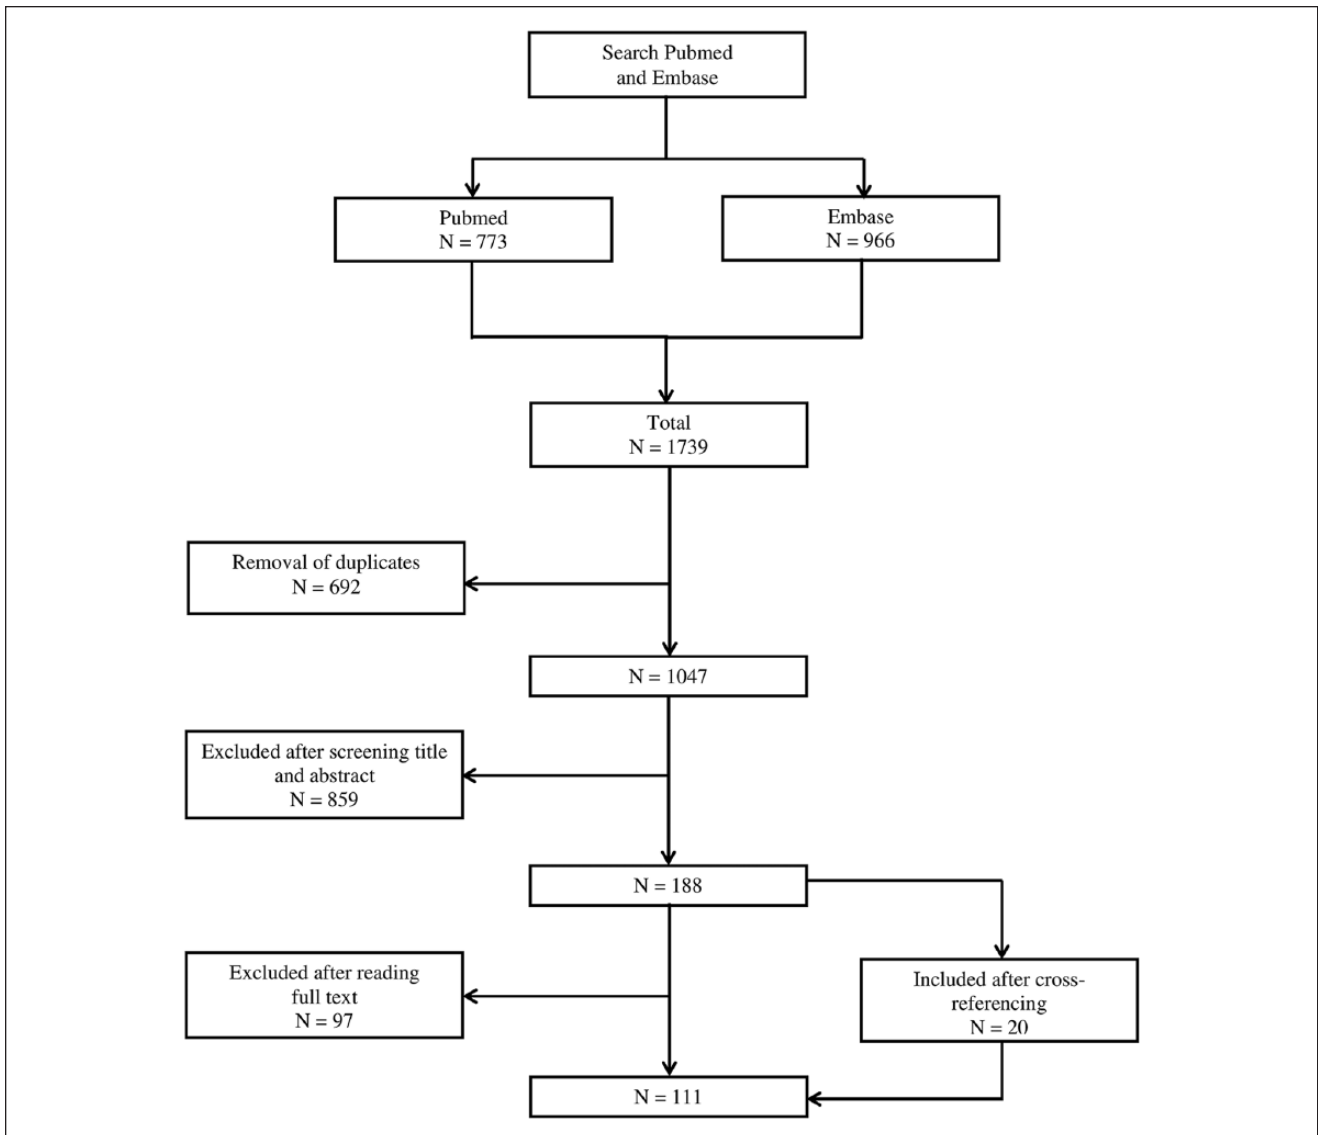 Search Pubmed
and Embase
Pubmed
N = 773
Embase
N = 966
Total
N = 1739
Removal of duplicates
N = 692
N = 1047
Excluded after screening title
and abstract
N = 859
N = 188
Excluded after reading
full text
N = 97
Included after cross-
referencing
N = 20
N = 111